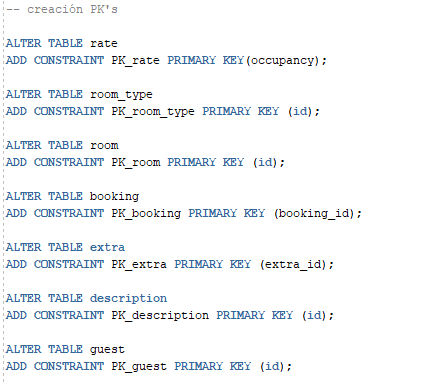 -- creación PK's
ALTER TABLE rate
ADD CONSTRAINT PK_rate PRIMARY KEY(occupancy);
ALTER TABLE room_type
ADD CONSTRAINT PK_room_type PRIMARY KEY (id);
ALTER TABLE room
ADD CONSTRAINT PK_room PRIMARY KEY (id);
ALTER TABLE booking
ADD CONSTRAINT PK_booking PRIMARY KEY (booking_id);
ALTER TABLE extra
ADD CONSTRAINT PK_extra PRIMARY KEY (extra_id);
ALTER TABLE description
ADD CONSTRAINT PK_description PRIMARY KEY (id);
ALTER TABLE guest
ADD CONSTRAINT PK_guest PRIMARY KEY (id);